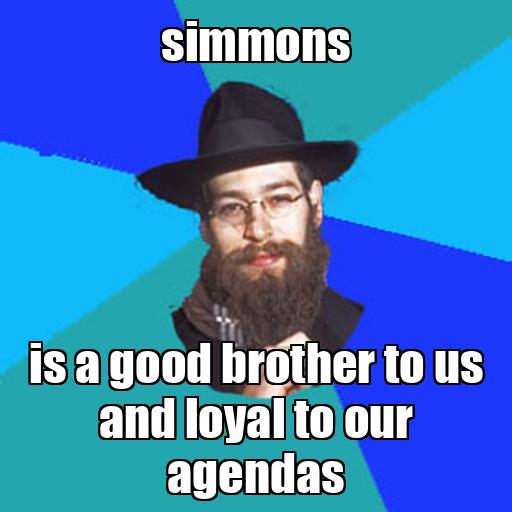 simmons
is a good brother to us
and loyal to our
agendas